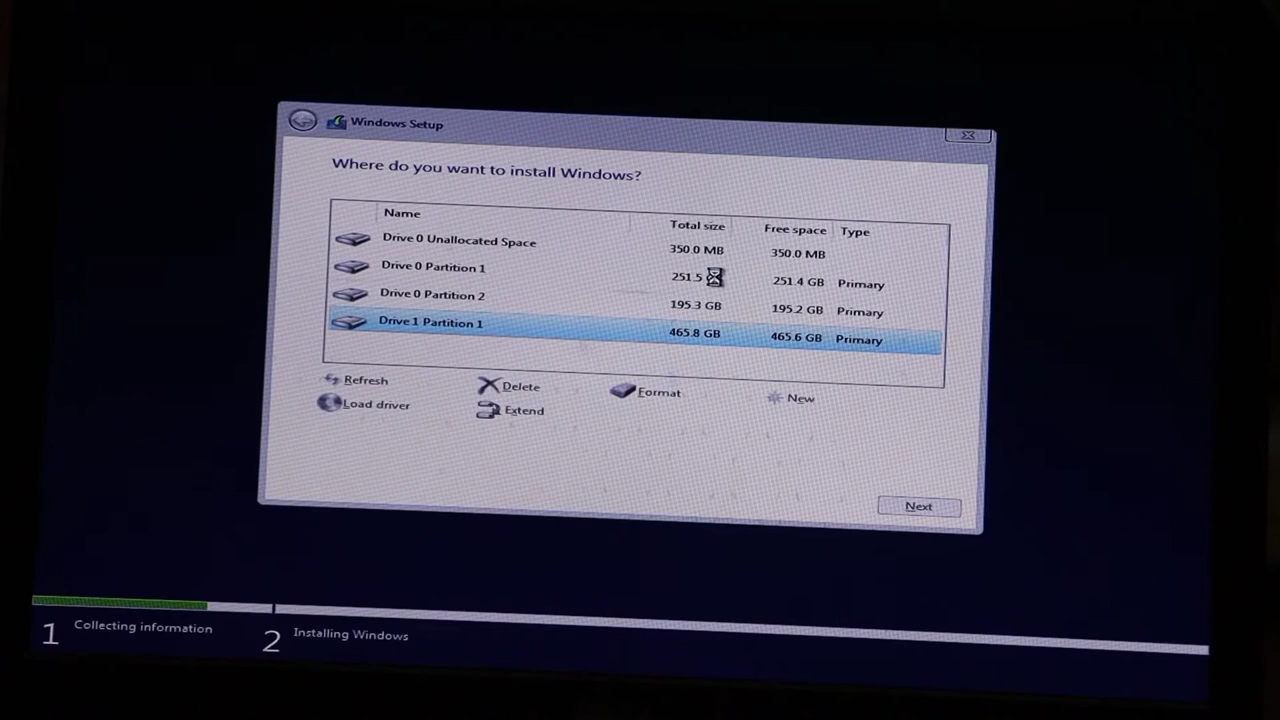 Windows Setup
Where do you want to install Windows?
Name Total size Free space Type
Drive 0 Unallocated Space 350.0 MB 350.0 MB
Drive 0 Partition 1 251.5 251.4 GB Primary
Drive 0 Partition 2 195.3 GB 195.2 GB Primary
Drive 1 Partition 1 465.8 GB 465.6 GB Primary
Refresh Delete Format New
Load driver Extend
Next
1 Collecting information 2 Installing Windows